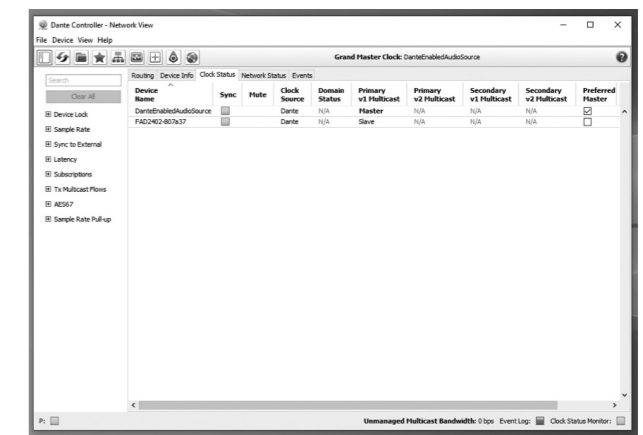 Dante Controller - Network View
File Device View Help
Grand Master Clock: DanteEnabledAudioSource
Search
Clear All
Device Lock
Sample Rate
Sync to External
Latency
Subscriptions
Tx Multicast Flows
AES67
Sample Rate Pull-up
Routing Device Info Clock Status Network Status Events
Device Name Sync Mute Clock Source Domain Status Primary v1 Multicast Primary v2 Multicast Secondary v1 Multicast Secondary v2 Multicast Preferred Master
DanteEnabledAudioSource Dante N/A Master N/A N/A N/A
FAD2402-807a37 Dante N/A Slave N/A N/A N/A
P: Unmanaged Multicast Bandwidth: 0 bps Event Log: Clock Status Monitor: